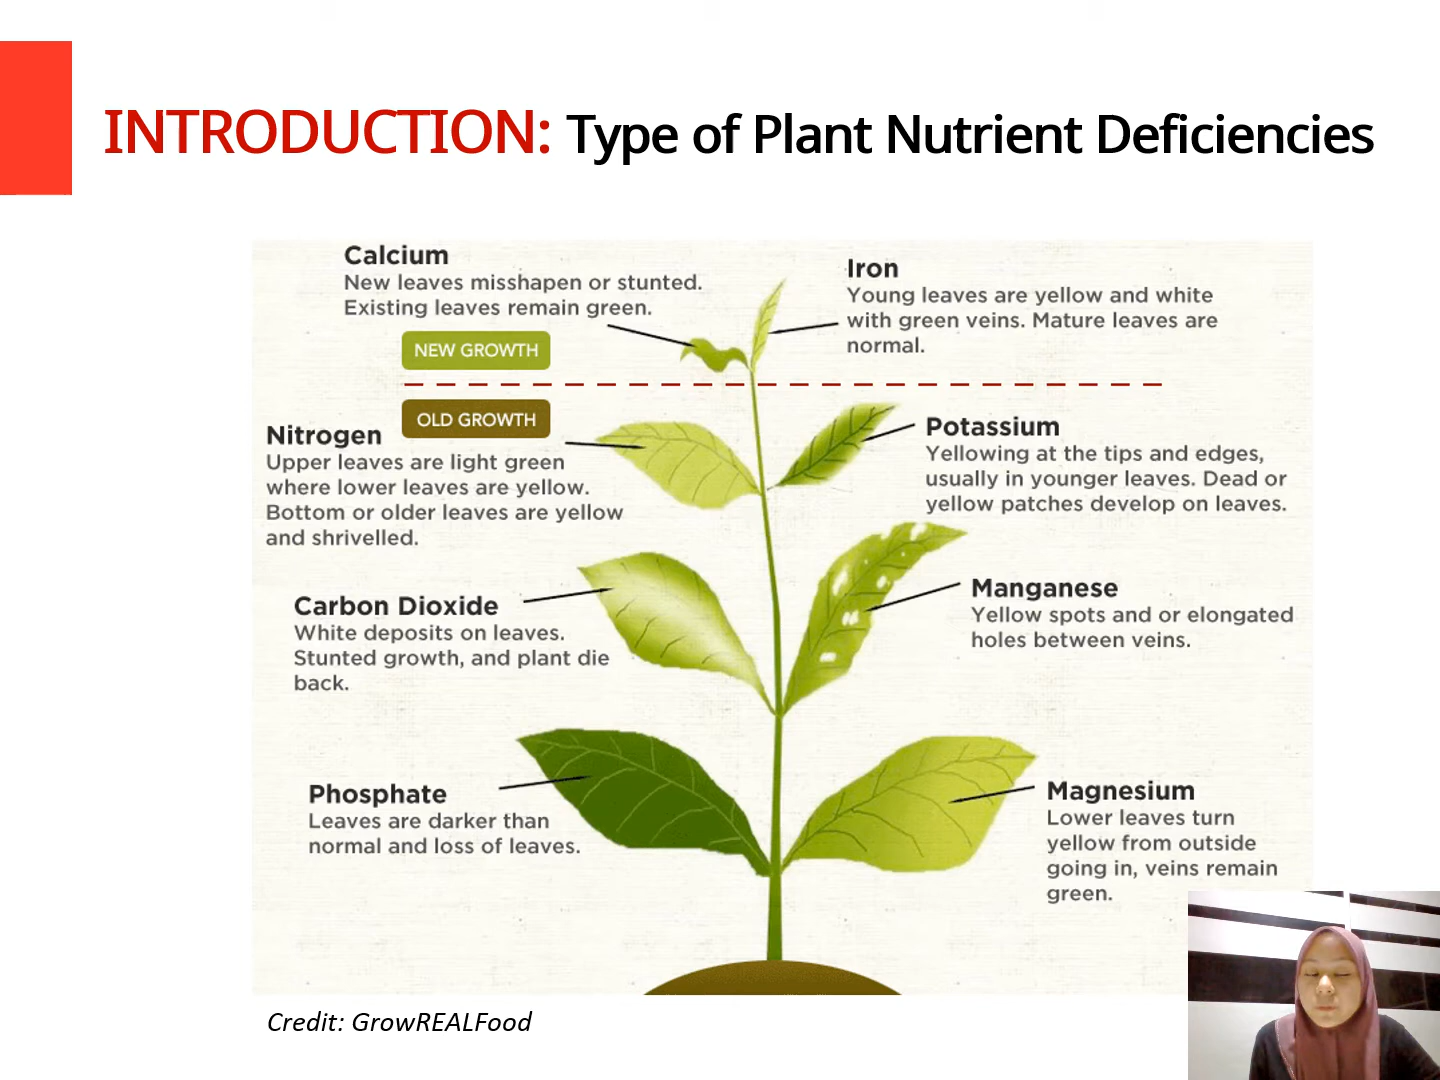 INTRODUCTION: Type of Plant Nutrient Deficiencies
Calcium
New leaves misshapen or stunted.
Existing leaves remain green.
Iron
Young leaves are yellow and white
with green veins. Mature leaves are
normal.
NEW GROWTH
OLD GROWTH
Nitrogen
Upper leaves are light green
where lower leaves are yellow.
Bottom or older leaves are yellow
and shrivelled.
Potassium
Yellowing at the tips and edges,
usually in younger leaves. Dead or
yellow patches develop on leaves.
Carbon Dioxide
White deposits on leaves.
Stunted growth, and plant die
back.
Manganese
Yellow spots and or elongated
holes between veins.
Phosphate
Leaves are darker than
normal and loss of leaves.
Magnesium
Lower leaves turn
yellow from outside
going in, veins remain
green.
Credit: GrowREALFood